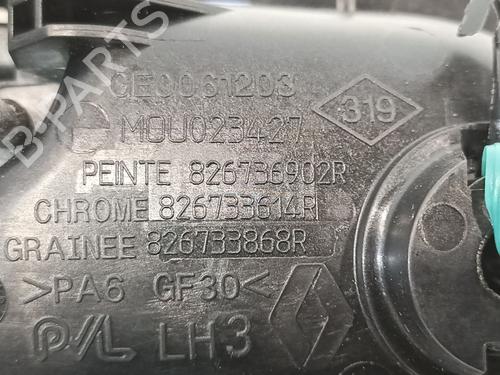 B-PARTS
CE0061203
319
MOU023427
PEINTE 826736902R
CHROME 826733614R
GRAINEE 826733868R
>PA6 GF30<
LH3